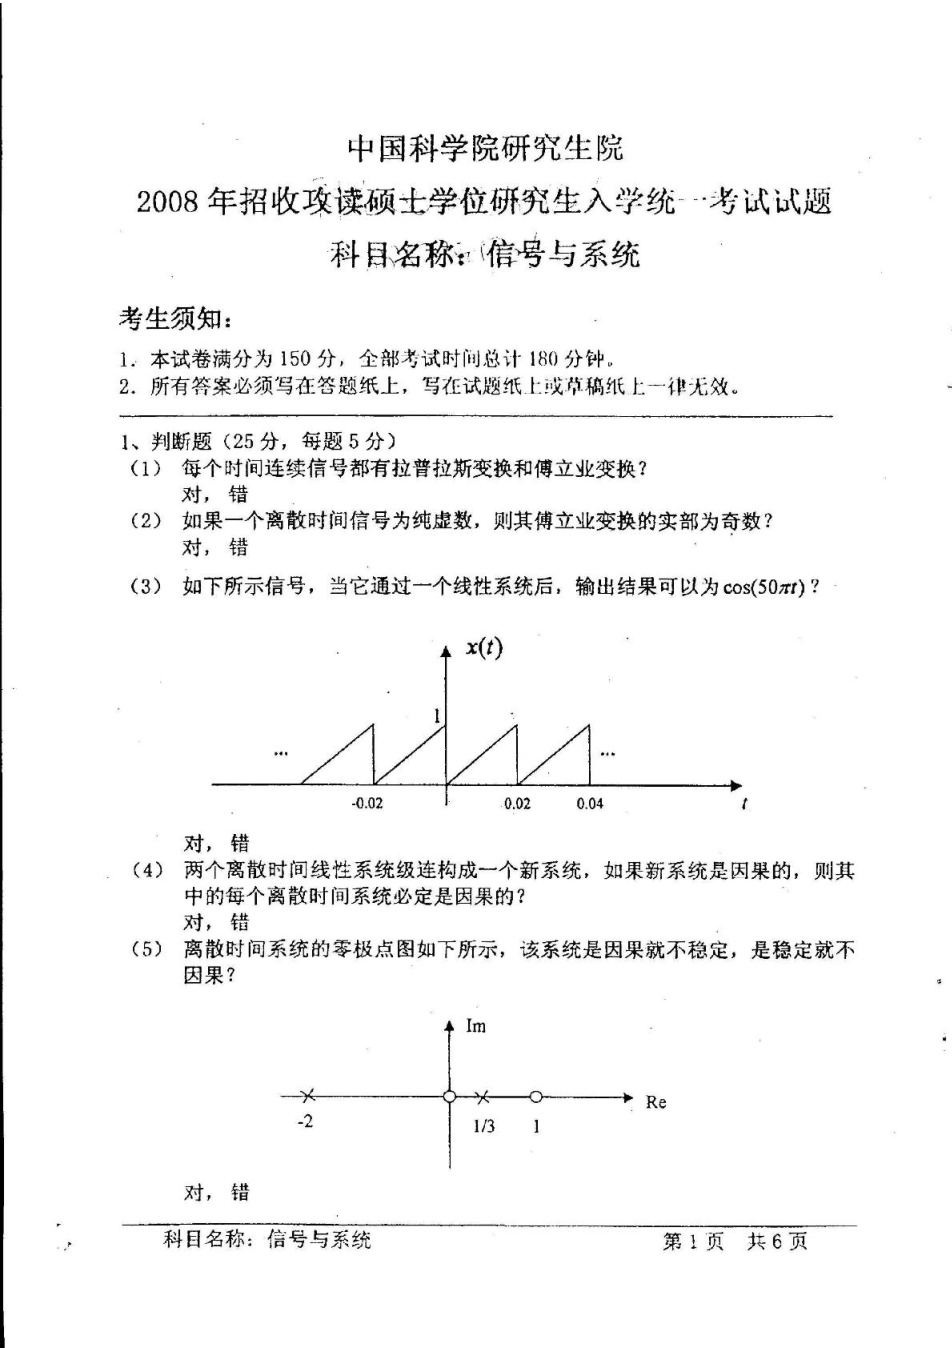 中国科学院研究生院
2008 年招收攻读硕士学位研究生入学统一考试试题
科目名称：信号与系统
考生须知：
1．本试卷满分为 150 分，全部考试时间总计 180 分钟。
2．所有答案必须写在答题纸上，写在试题纸上或草稿纸上一律无效。
1、判断题（25 分，每题 5 分）
（1） 每个时间连续信号都有拉普拉斯变换和傅立业变换？
对， 错
（2） 如果一个离散时间信号为纯虚数，则其傅立业变换的实部为奇数？
对， 错
（3） 如下所示信号，当它通过一个线性系统后，输出结果可以为 cos(50πt)？
x(t)
1
... ...
-0.02 0.02 0.04 t
对， 错
（4） 两个离散时间线性系统级连构成一个新系统，如果新系统是因果的，则其
中的每个离散时间系统必定是因果的？
对， 错
（5） 离散时间系统的零极点图如下所示，该系统是因果就不稳定，是稳定就不
因果？
Im
Re
-2 1/3 1
对， 错
科目名称：信号与系统 第 1 页 共 6 页